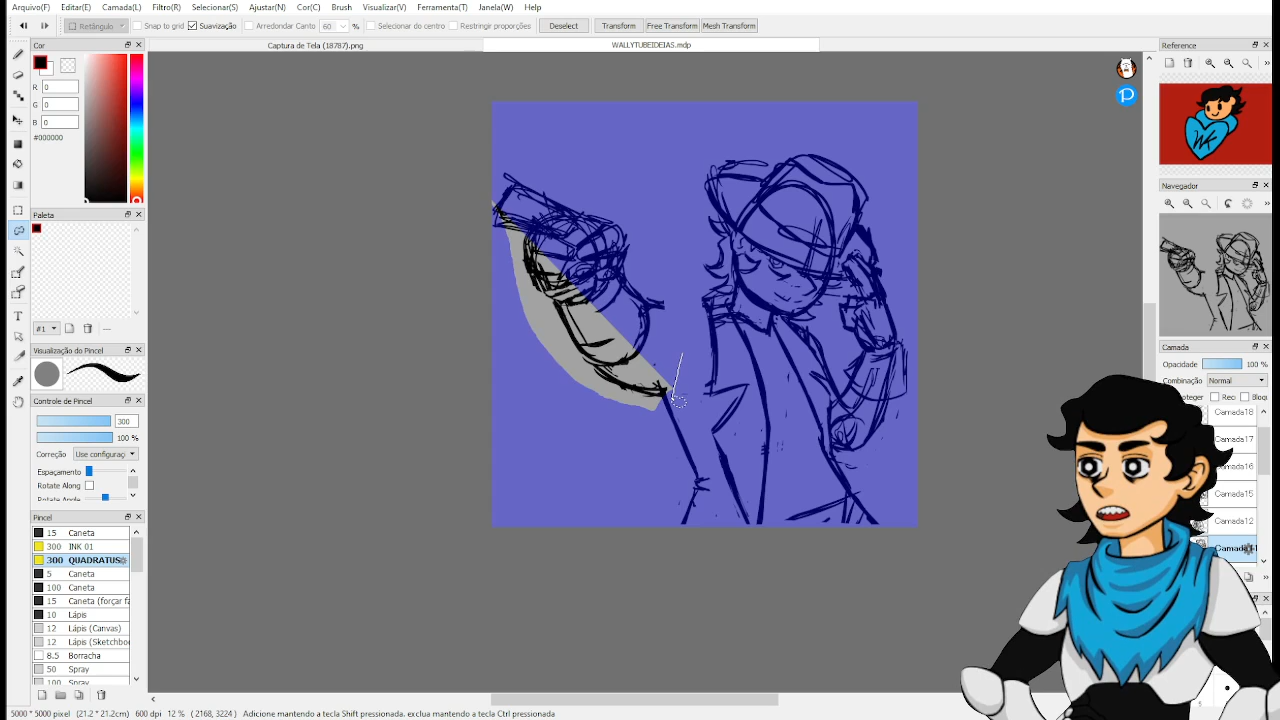 Arquivo(F) Editar(E) Camada(L) Filtro(R) Selecionar(S) Ajustar(N) Cor(C) Brush Visualizar(V) Ferramenta(T) Janela(W) Help
Retângulo Snap to grid Suavização Arredondar Canto 60 % Selecionar do centro Restringir proporções Deselect Transform Free Transform Mesh Transform
Cor
Captura de Tela (18787).png
WALLYTUBEIDEIAS.mdp
Reference
R 0
G 0
B 0
#000000
Paleta
Navegador
#1
Visualização do Pincel
Camada
Opacidade 100 %
Combinação Normal
Controle de Pincel
300
100 %
Correção Use configuraç
Espaçamento
Rotate Along
Rotate Angle
Camada18
Camada17
Camada16
Camada15
Camada12
Pincel
15 Caneta
300 INK 01
300 QUADRATUS
5 Caneta
100 Caneta
15 Caneta (forçar fa
10 Lápis
12 Lápis (Canvas)
12 Lápis (Sketchboo
8.5 Borracha
50 Spray
100 Spray
5000 * 5000 pixel (21.2 * 21.2cm) 600 dpi 12 % ( 2168, 3224 ) Adicione mantendo a tecla Shift pressionada, exclua mantendo a tecla Ctrl pressionada